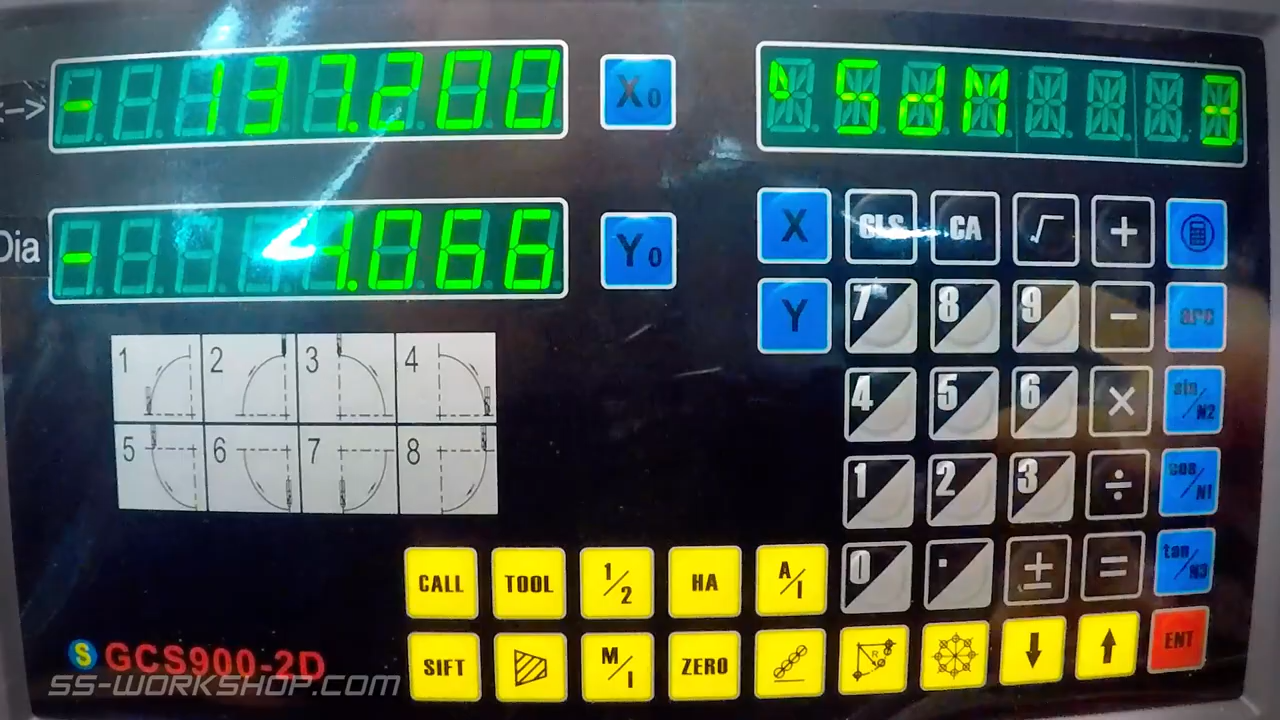 <-->
- 137.200
X0
SdM 3
Dia
- 1.066
Y0
X
CLS
CA
√
+
Y
7
8
9
−
arc
4
5
6
×
sin/N2
1
2
3
÷
cos/N1
0
.
±
=
tan/N3
1 2 3 4
5 6 7 8
CALL
TOOL
1/2
HA
A/I
SIFT
M/I
ZERO
R
↓
↑
ENT
S GCS900-2D
SS-WORKSHOP.COM